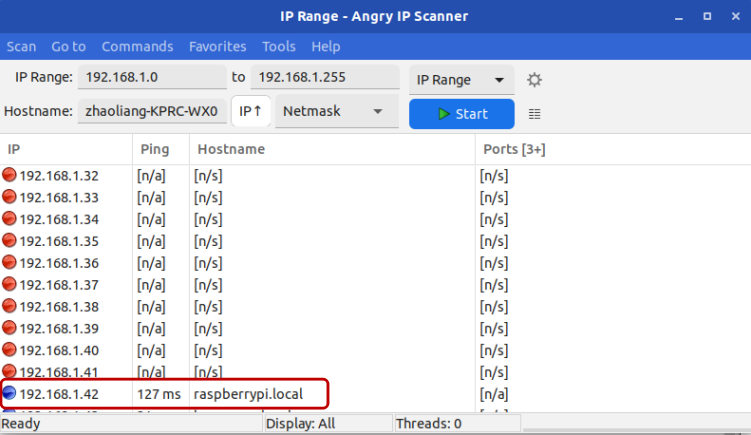 IP Range - Angry IP Scanner
Scan Go to Commands Favorites Tools Help
IP Range: 192.168.1.0 to 192.168.1.255 IP Range
Hostname: zhaoliang-KPRC-WX0 IP↑ Netmask Start
IP Ping Hostname Ports [3+]
192.168.1.32 [n/a] [n/s] [n/s]
192.168.1.33 [n/a] [n/s] [n/s]
192.168.1.34 [n/a] [n/s] [n/s]
192.168.1.35 [n/a] [n/s] [n/s]
192.168.1.36 [n/a] [n/s] [n/s]
192.168.1.37 [n/a] [n/s] [n/s]
192.168.1.38 [n/a] [n/s] [n/s]
192.168.1.39 [n/a] [n/s] [n/s]
192.168.1.40 [n/a] [n/s] [n/s]
192.168.1.41 [n/a] [n/s] [n/s]
192.168.1.42 127 ms raspberrypi.local [n/a]
Ready Display: All Threads: 0